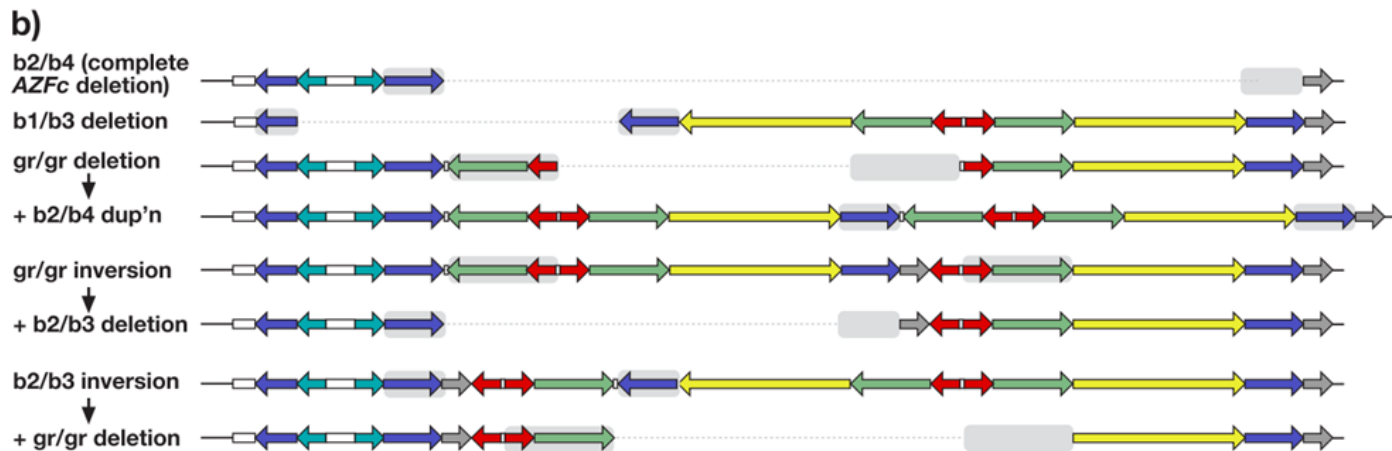 b)
b2/b4 (complete
AZFc deletion)
b1/b3 deletion
gr/gr deletion
+ b2/b4 dup'n
gr/gr inversion
+ b2/b3 deletion
b2/b3 inversion
+ gr/gr deletion